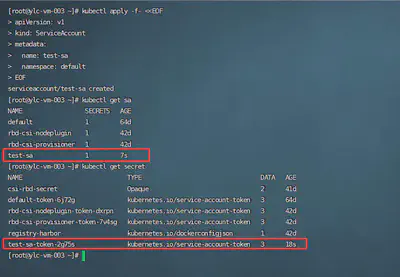 [root@ylc-vm-003 ~]# kubectl apply -f- <<EOF
> apiVersion: v1
> kind: ServiceAccount
> metadata:
>   name: test-sa
>   namespace: default
> EOF
serviceaccount/test-sa created
[root@ylc-vm-003 ~]# kubectl get sa
NAME SECRETS AGE
default 1 64d
rbd-csi-nodeplugin 1 42d
rbd-csi-provisioner 1 42d
test-sa 1 7s
[root@ylc-vm-003 ~]# kubectl get secret
NAME TYPE DATA AGE
csi-rbd-secret Opaque 2 41d
default-token-6j72g kubernetes.io/service-account-token 3 64d
rbd-csi-nodeplugin-token-dxrpn kubernetes.io/service-account-token 3 42d
rbd-csi-provisioner-token-7v4sg kubernetes.io/service-account-token 3 42d
registry-harbor kubernetes.io/dockerconfigjson 1 42d
test-sa-token-2g75s kubernetes.io/service-account-token 3 18s
[root@ylc-vm-003 ~]#